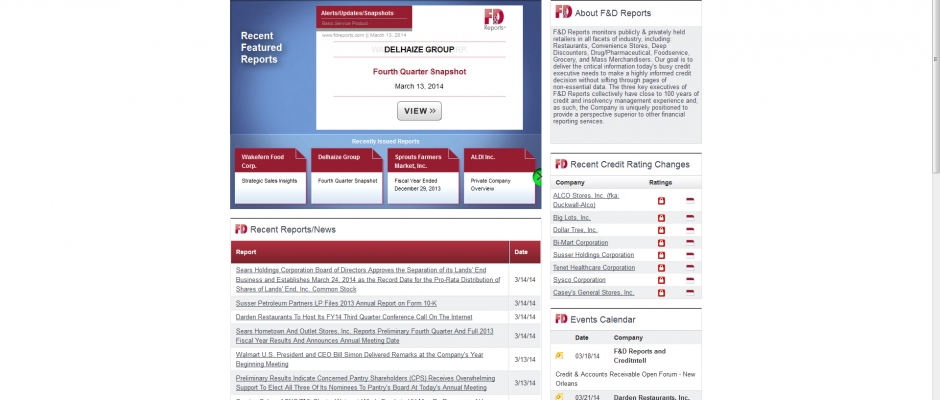 Recent
Featured
Reports
Alerts/Updates/Snapshots
Basic Service Product
www.fdreports.com || March 13, 2014
FD
Reports
DELHAIZE GROUP
Fourth Quarter Snapshot
March 13, 2014
VIEW »
Recently Issued Reports
Wakefern Food
Corp.
Strategic Sales Insights
Delhaize Group
Fourth Quarter Snapshot
Sprouts Farmers
Market, Inc.
Fiscal Year Ended
December 29, 2013
ALDI Inc.
Private Company
Overview
FD Recent Reports/News
Report Date
Sears Holdings Corporation Board of Directors Approves the Separation of its Lands' End
Business and Establishes March 24, 2014 as the Record Date for the Pro-Rata Distribution of 3/14/14
Shares of Lands' End, Inc. Common Stock
Susser Petroleum Partners LP Files 2013 Annual Report on Form 10-K 3/14/14
Darden Restaurants To Host Its FY14 Third Quarter Conference Call On The Internet 3/14/14
Sears Hometown And Outlet Stores, Inc. Reports Preliminary Fourth Quarter And Full 2013 3/14/14
Fiscal Year Results And Announces Annual Meeting Date
Walmart U.S. President and CEO Bill Simon Delivered Remarks at the Company's Year 3/13/14
Beginning Meeting
Preliminary Results Indicate Concerned Pantry Shareholders (CPS) Receives Overwhelming 3/13/14
Support To Elect All Three Of Its Nominees To Pantry's Board At Today's Annual Meeting
FD About F&D Reports
F&D Reports monitors publicly & privately held
retailers in all facets of industry, including:
Restaurants, Convenience Stores, Deep
Discounters, Drug/Pharmaceutical, Foodservice,
Grocery, and Mass Merchandisers. Our goal is to
deliver the critical information today's busy credit
executive needs to make a highly informed credit
decision without sifting through pages of
non-essential data. The three key executives of
F&D Reports collectively have close to 100 years of
credit and insolvency management experience and,
as such, the Company is uniquely positioned to
provide a perspective superior to other financial
reporting services.
FD Recent Credit Rating Changes
Company Ratings
ALCO Stores, Inc. (fka:
Duckwall-Alco)
Big Lots, Inc.
Dollar Tree, Inc.
Bi-Mart Corporation
Susser Holdings Corporation
Tenet Healthcare Corporation
Sysco Corporation
Casey's General Stores, Inc.
FD Events Calendar
Date Company
03/18/14 F&D Reports and
Creditntell
Credit & Accounts Receivable Open Forum - New
Orleans
03/21/14 Darden Restaurants, Inc.